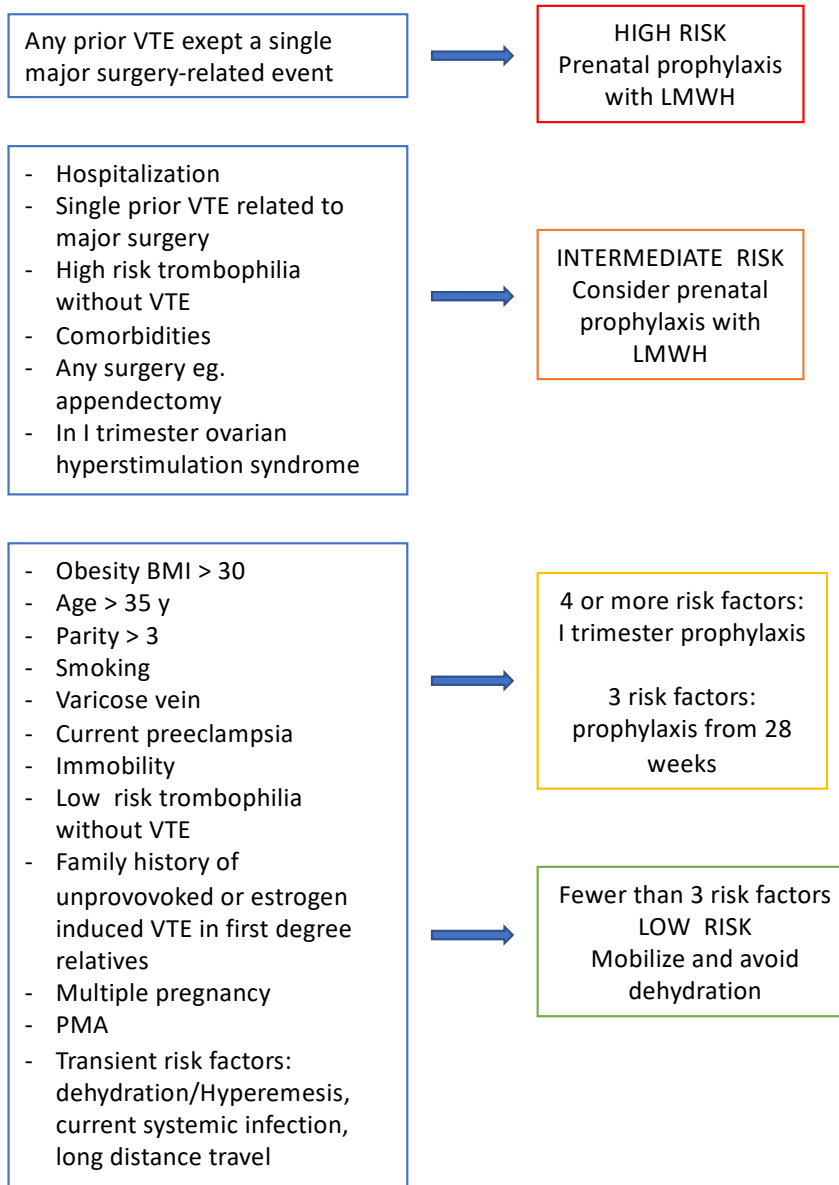 Any prior VTE exept a single
major surgery-related event
HIGH RISK
Prenatal prophylaxis
with LMWH
- Hospitalization
- Single prior VTE related to
major surgery
- High risk trombophilia
without VTE
- Comorbidities
- Any surgery eg.
appendectomy
- In I trimester ovarian
hyperstimulation syndrome
INTERMEDIATE RISK
Consider prenatal
prophylaxis with
LMWH
- Obesity BMI > 30
- Age > 35 y
- Parity > 3
- Smoking
- Varicose vein
- Current preeclampsia
- Immobility
- Low risk trombophilia
without VTE
- Family history of
unprovovoked or estrogen
induced VTE in first degree
relatives
- Multiple pregnancy
- PMA
- Transient risk factors:
dehydration/Hyperemesis,
current systemic infection,
long distance travel
4 or more risk factors:
I trimester prophylaxis
3 risk factors:
prophylaxis from 28
weeks
Fewer than 3 risk factors
LOW RISK
Mobilize and avoid
dehydration